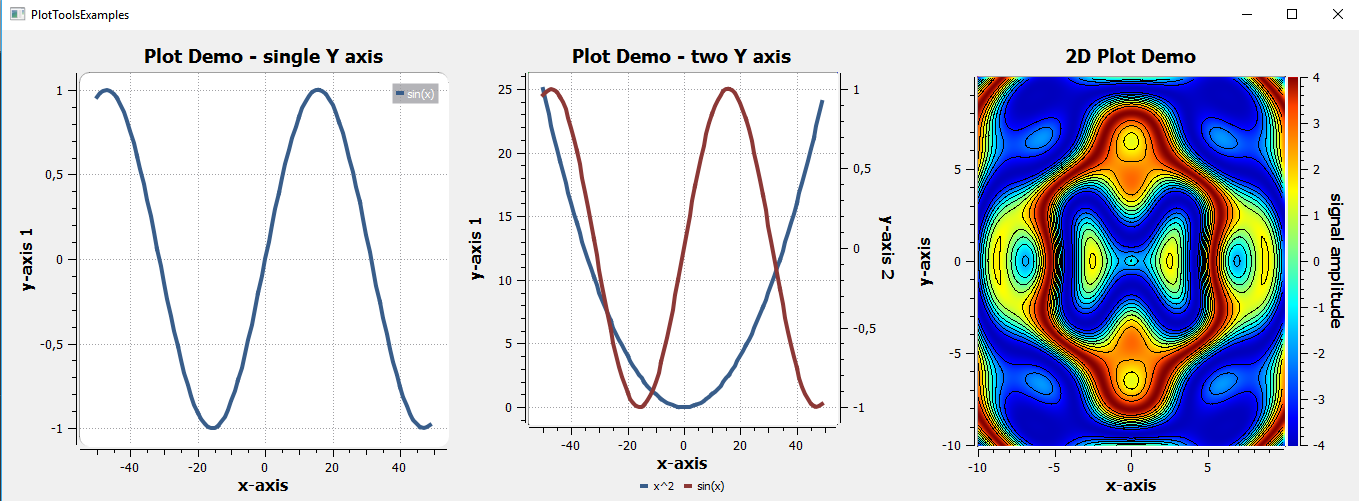 PlotToolsExamples
Plot Demo - single Y axis
sin(x)
y-axis 1
1
0,5
0
-0,5
-1
-40 -20 0 20 40
x-axis
Plot Demo - two Y axis
y-axis 1
25
20
15
10
5
0
1
0,5
0
-0,5
-1
y-axis 2
-40 -20 0 20 40
x-axis
x^2 sin(x)
2D Plot Demo
y-axis
5
0
-5
-10
-10 -5 0 5
x-axis
4
3
2
1
0
-1
-2
-3
-4
signal amplitude